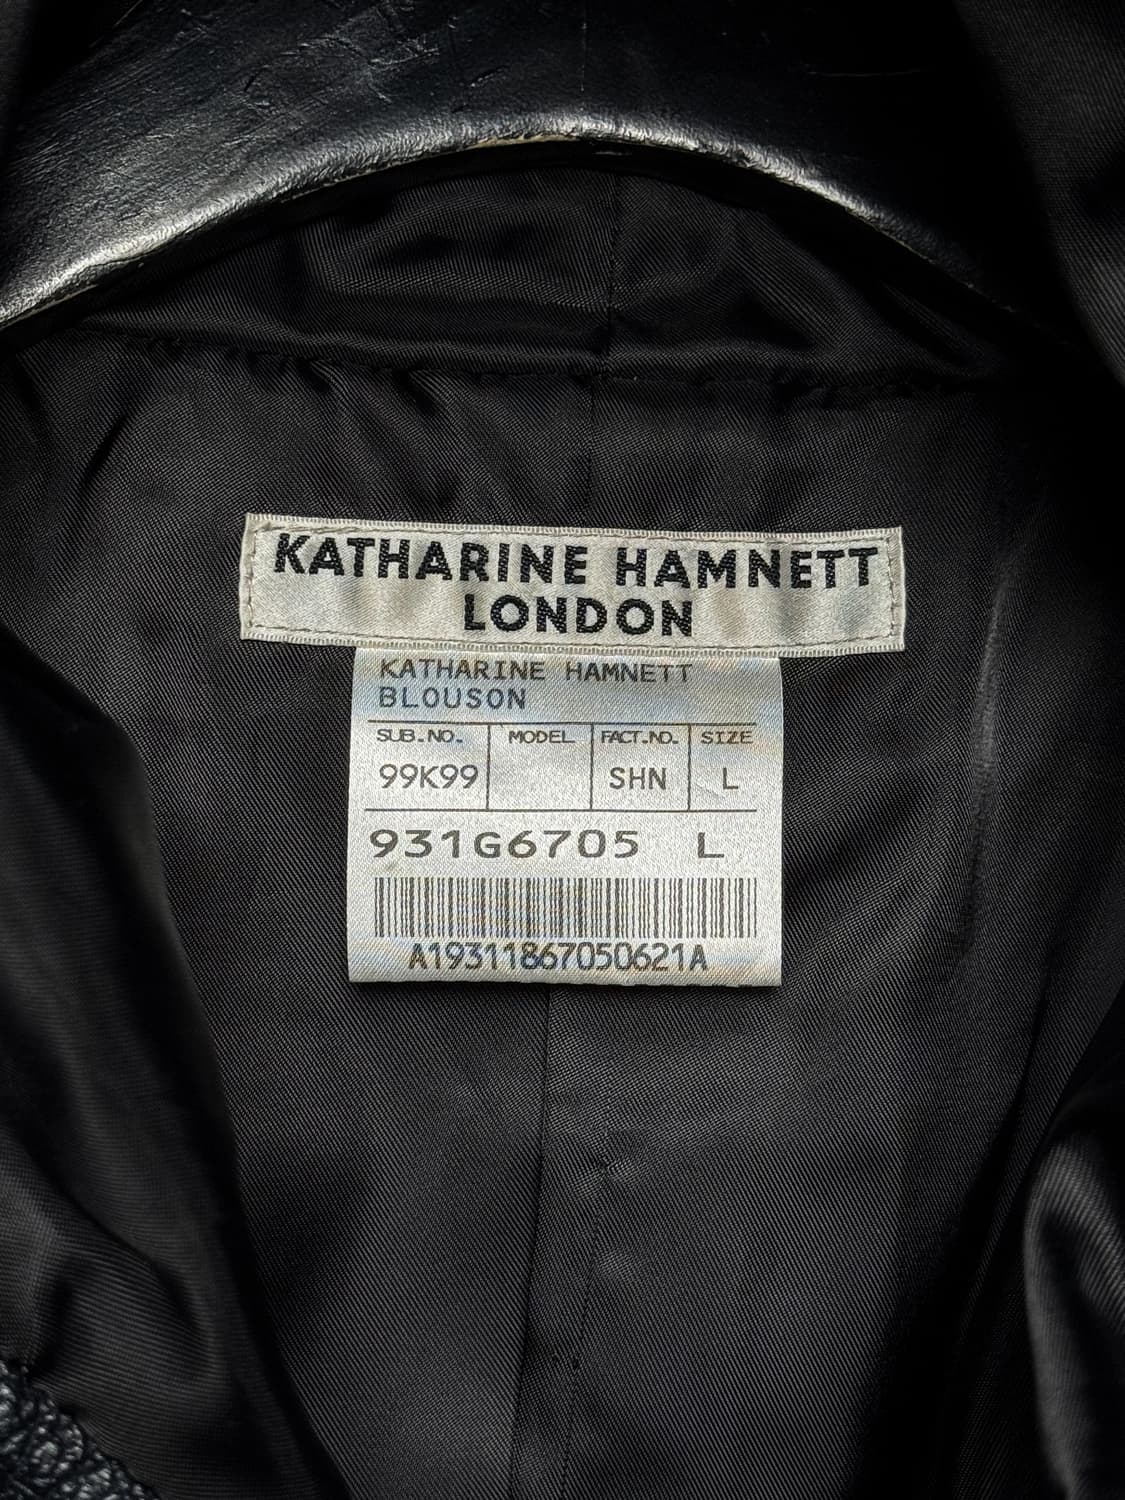 KATHARINE HAMNETT
LONDON
KATHARINE HAMNETT
BLOUSON
SUB.NO. MODEL FACT.NO. SIZE
99K99 SHN L
931G6705 L
A19311867050621A